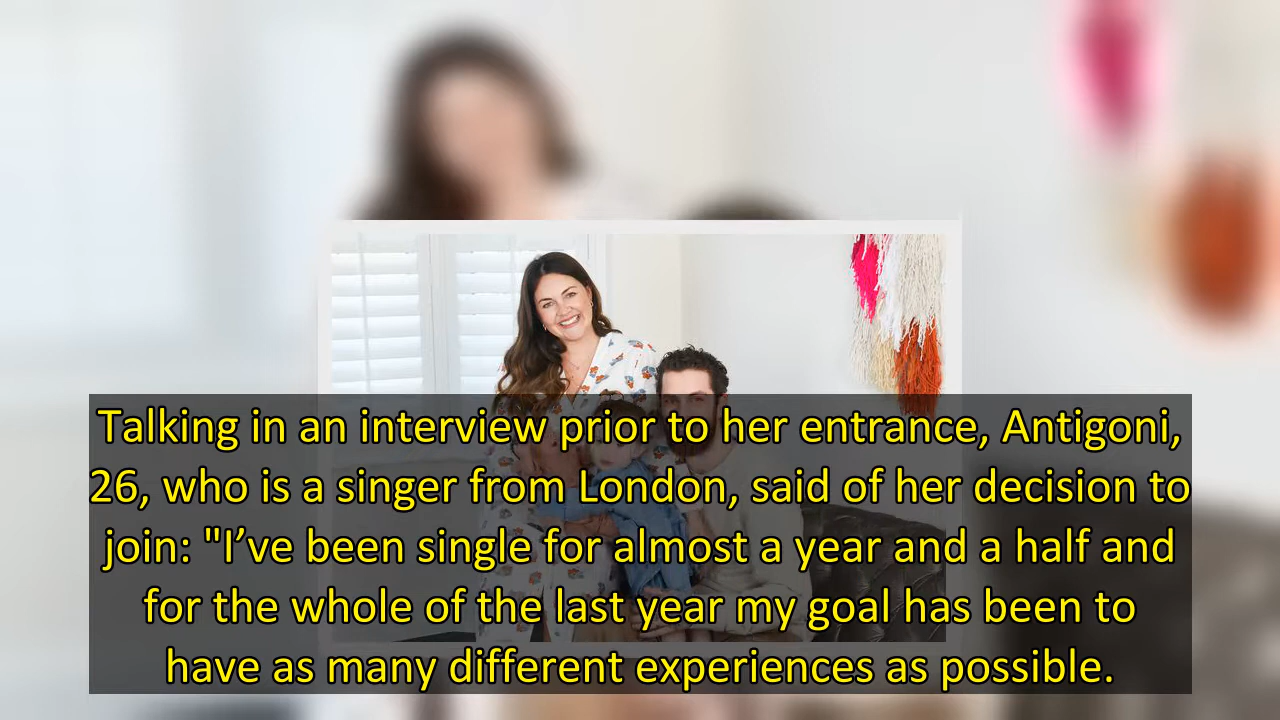 Talking in an interview prior to her entrance, Antigoni,
26, who is a singer from London, said of her decision to
join: "I’ve been single for almost a year and a half and
for the whole of the last year my goal has been to
have as many different experiences as possible.